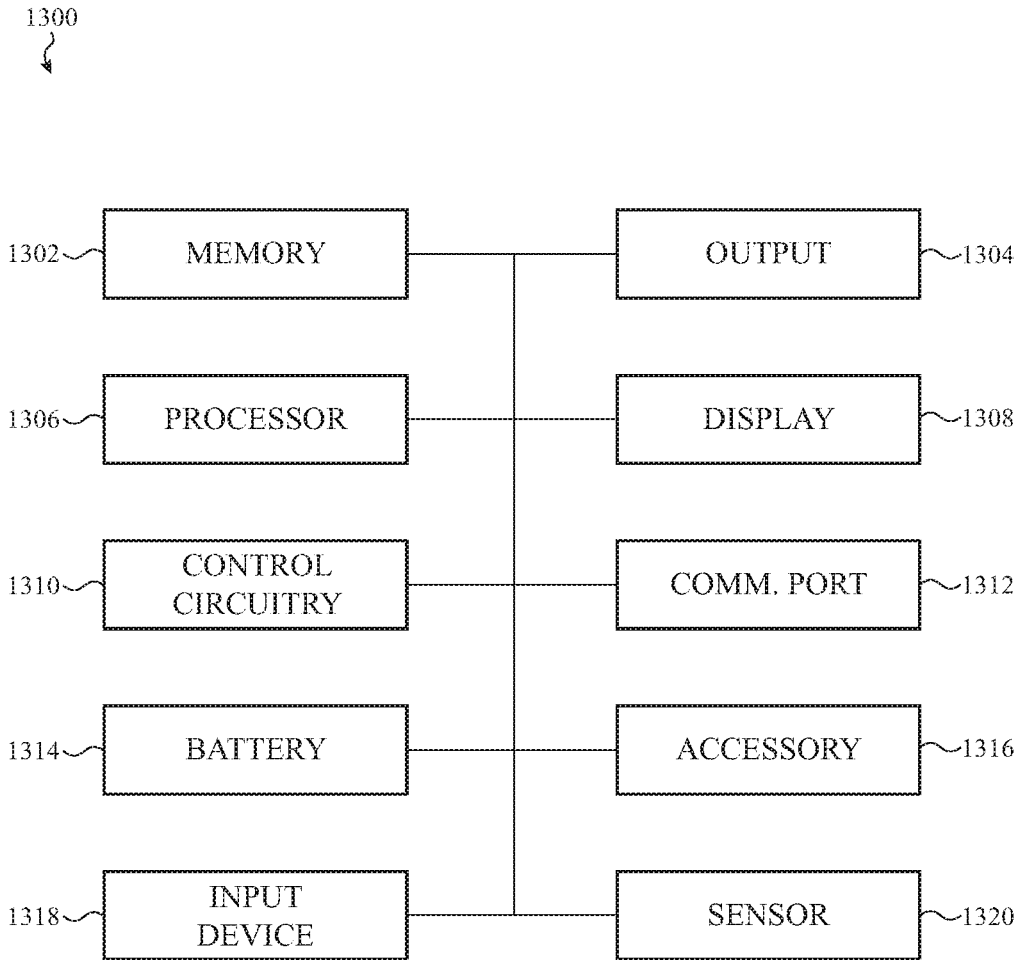 1300
1302 MEMORY OUTPUT 1304
1306 PROCESSOR DISPLAY 1308
1310 CONTROL CIRCUITRY COMM. PORT 1312
1314 BATTERY ACCESSORY 1316
1318 INPUT DEVICE SENSOR 1320